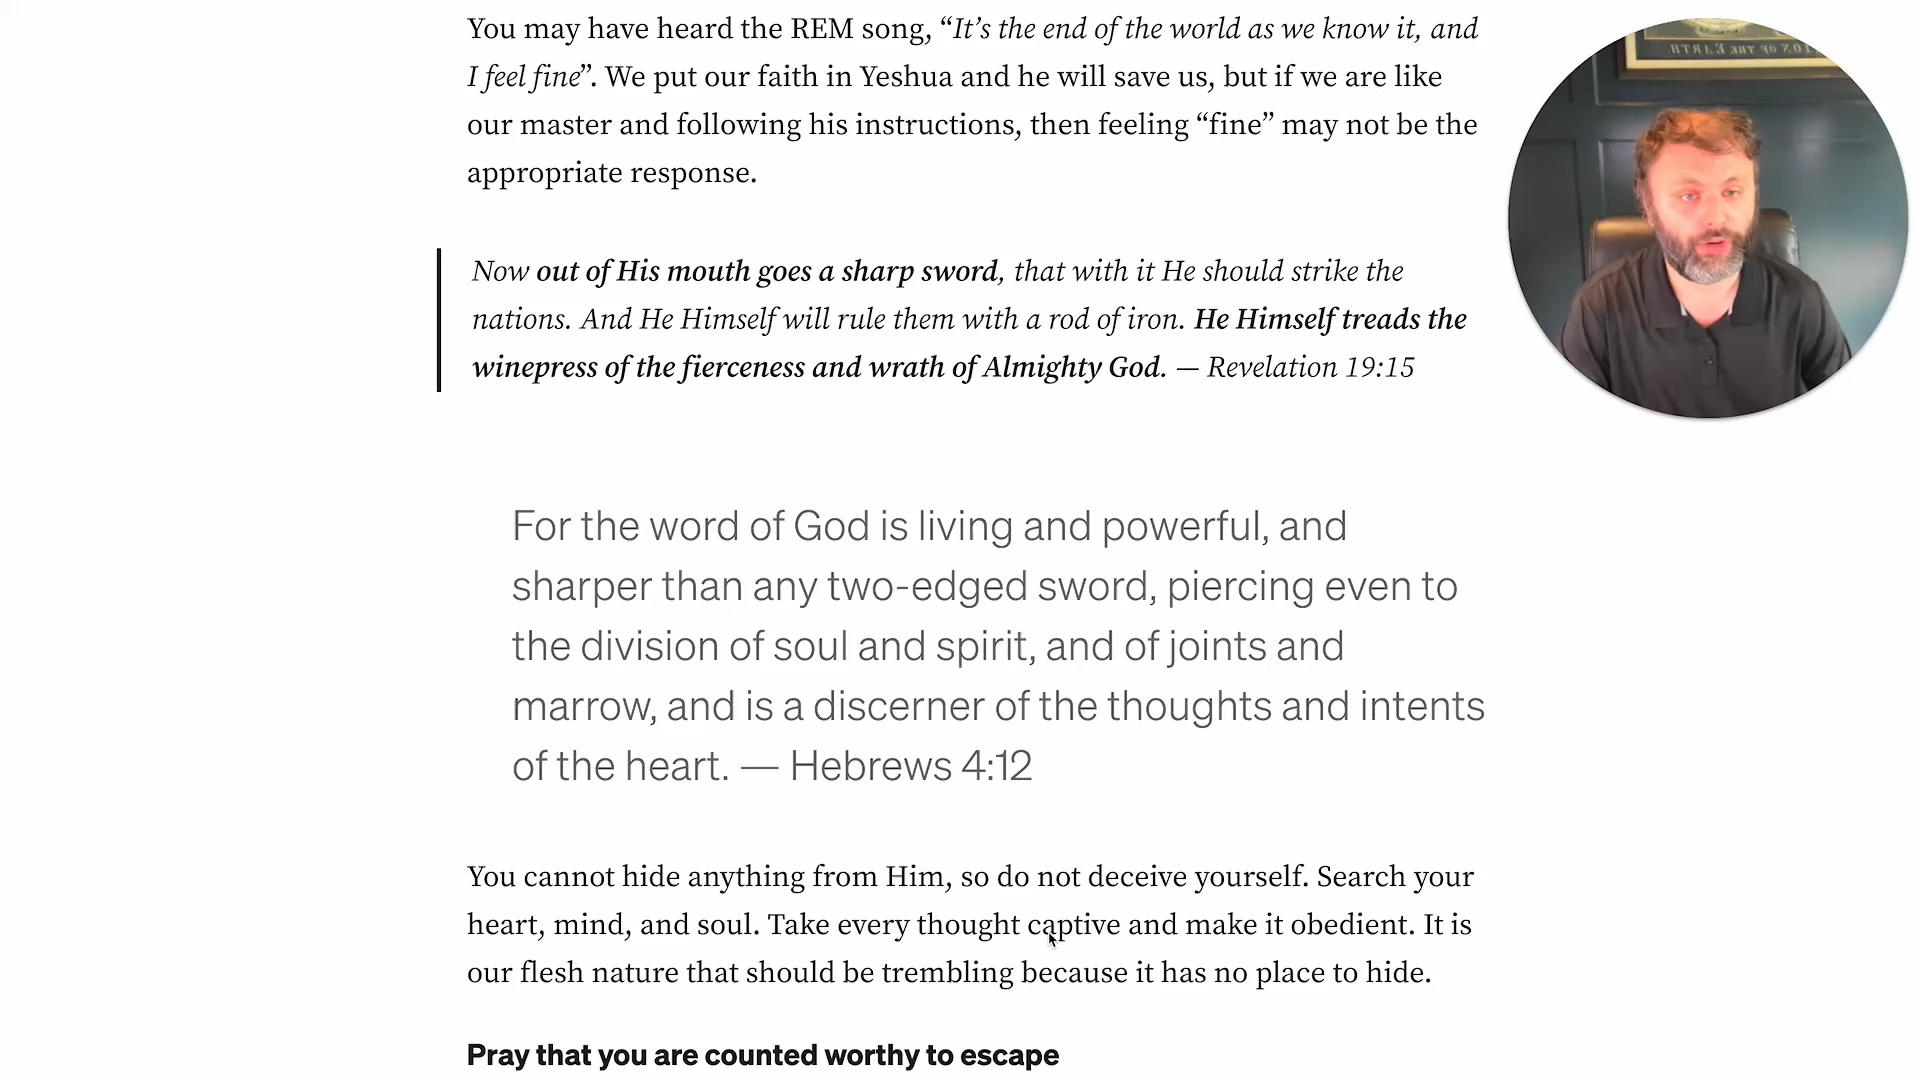 You may have heard the REM song, “It’s the end of the world as we know it, and
I feel fine”. We put our faith in Yeshua and he will save us, but if we are like
our master and following his instructions, then feeling “fine” may not be the
appropriate response.
Now out of His mouth goes a sharp sword, that with it He should strike the
nations. And He Himself will rule them with a rod of iron. He Himself treads the
winepress of the fierceness and wrath of Almighty God. — Revelation 19:15
For the word of God is living and powerful, and
sharper than any two-edged sword, piercing even to
the division of soul and spirit, and of joints and
marrow, and is a discerner of the thoughts and intents
of the heart. — Hebrews 4:12
You cannot hide anything from Him, so do not deceive yourself. Search your
heart, mind, and soul. Take every thought captive and make it obedient. It is
our flesh nature that should be trembling because it has no place to hide.
Pray that you are counted worthy to escape